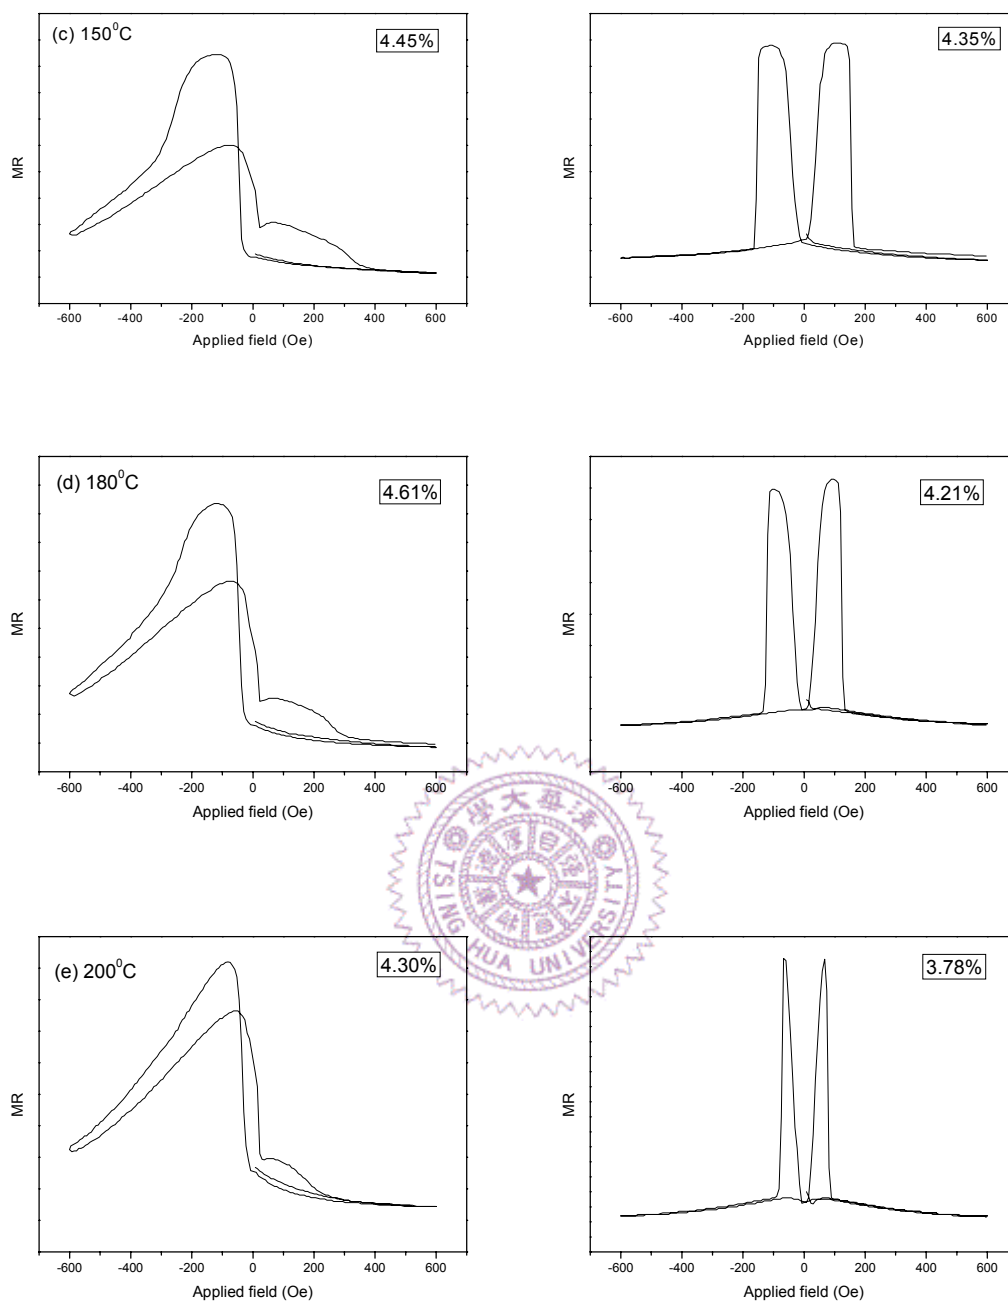 (c) 150⁰C
4.45%
MR
-600 -400 -200 0 200 400 600
Applied field (Oe)
4.35%
MR
-600 -400 -200 0 200 400 600
Applied field (Oe)
(d) 180⁰C
4.61%
MR
-600 -400 -200 0 200 400 600
Applied field (Oe)
4.21%
MR
-600 -400 -200 0 200 400 600
Applied field (Oe)
TSING HUA UNIVERSITY
(e) 200⁰C
4.30%
MR
-600 -400 -200 0 200 400 600
Applied field (Oe)
3.78%
MR
-600 -400 -200 0 200 400 600
Applied field (Oe)